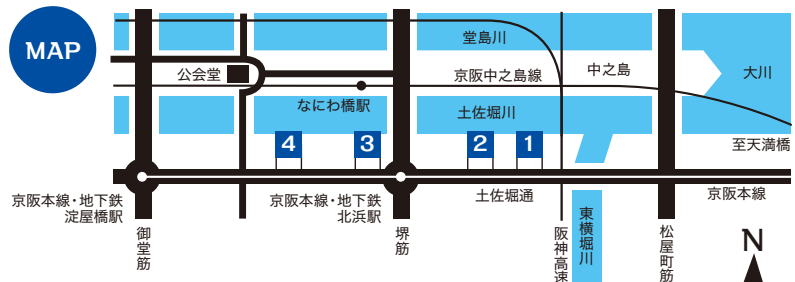 MAP
堂島川
公会堂
京阪中之島線
中之島
大川
なにわ橋駅
土佐堀川
4
3
2
1
至天満橋
京阪本線・地下鉄
淀屋橋駅
京阪本線・地下鉄
北浜駅
土佐堀通
京阪本線
御堂筋
堺筋
阪神高速
東横堀川
松屋町筋
N